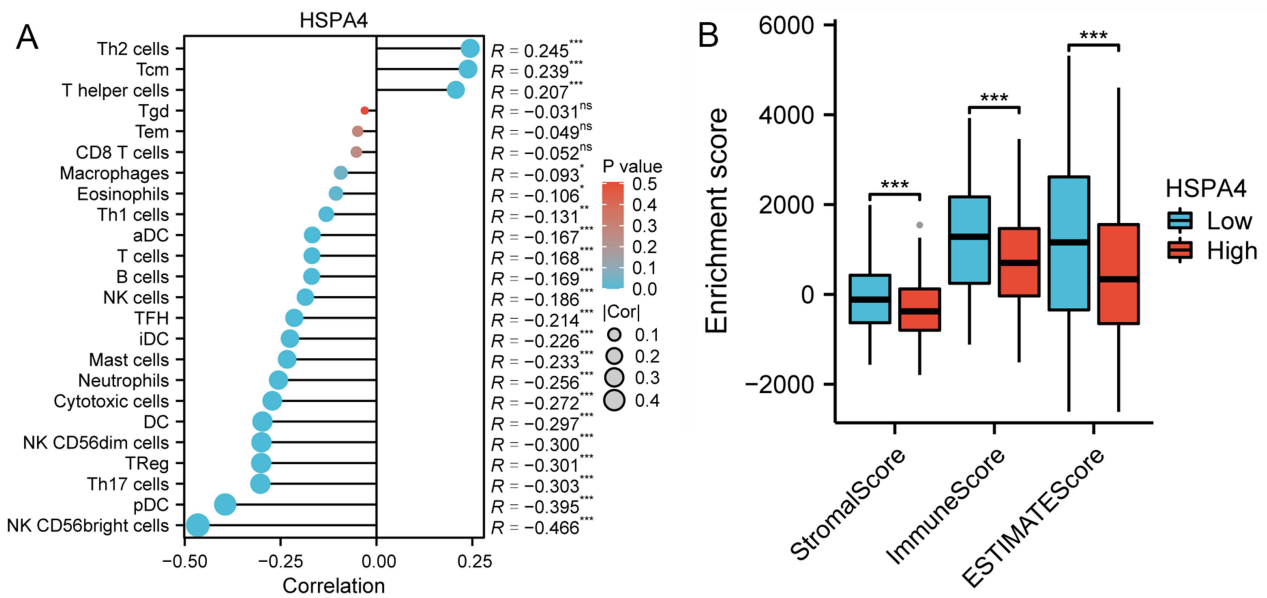 A
HSPA4
Th2 cells
R = 0.245***
Tcm
R = 0.239***
T helper cells
R = 0.207***
Tgd
R = −0.031ns
Tem
R = −0.049ns
CD8 T cells
R = −0.052ns
Macrophages
R = −0.093*
Eosinophils
R = −0.106*
Th1 cells
R = −0.131**
aDC
R = −0.167***
T cells
R = −0.168***
B cells
R = −0.169***
NK cells
R = −0.186***
TFH
R = −0.214***
iDC
R = −0.226***
Mast cells
R = −0.233***
Neutrophils
R = −0.256***
Cytotoxic cells
R = −0.272***
DC
R = −0.297***
NK CD56dim cells
R = −0.300***
TReg
R = −0.301***
Th17 cells
R = −0.303***
pDC
R = −0.395***
NK CD56bright cells
R = −0.466***
−0.50
−0.25
0.00
0.25
Correlation
P value
0.5
0.4
0.3
0.2
0.1
0.0
|Cor|
0.1
0.2
0.3
0.4
B
Enrichment score
6000
4000
2000
0
−2000
***
***
***
StromalScore
ImmuneScore
ESTIMATEScore
HSPA4
Low
High